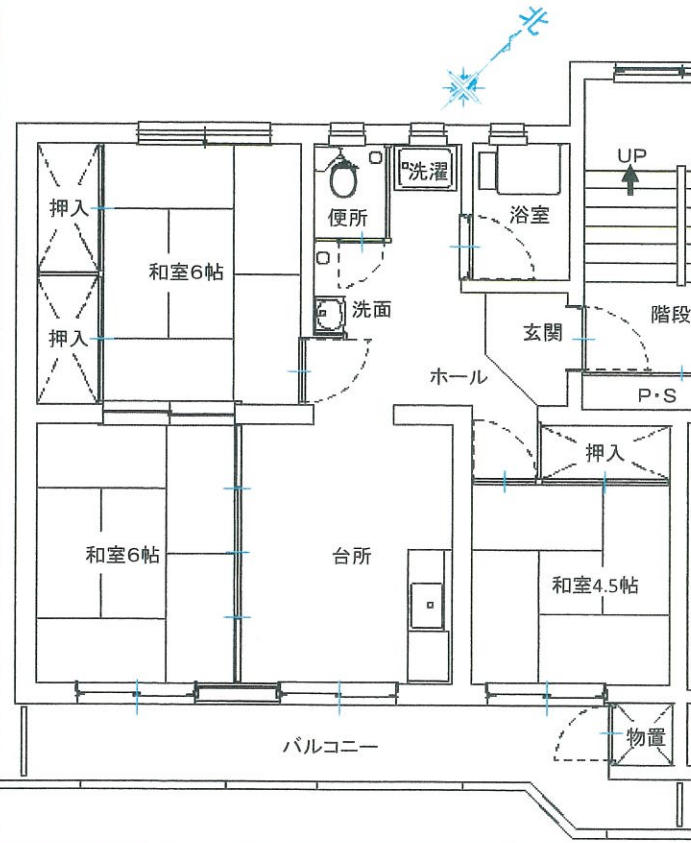 北
UP
押入
洗濯
便所
浴室
和室6帖
押入
洗面
玄関
階段
ホール
P・S
押入
和室6帖
台所
和室4.5帖
バルコニー
物置